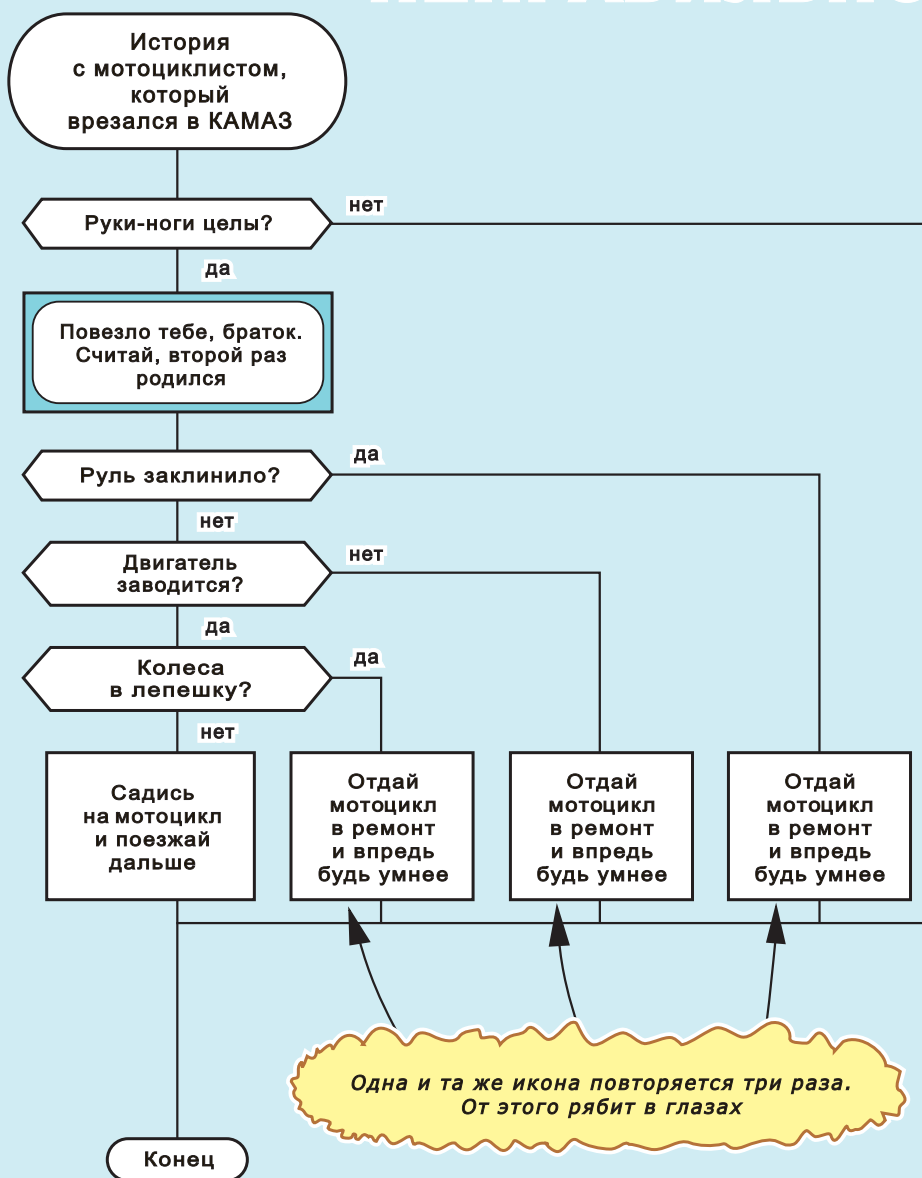 История
с мотоциклистом,
который
врезался в КАМАЗ
Руки-ноги целы?
нет
да
Повезло тебе, браток.
Считай, второй раз
родился
Руль заклинило?
да
нет
Двигатель
заводится?
нет
да
Колеса
в лепешку?
да
нет
Садись
на мотоцикл
и поезжай
дальше
Отдай
мотоцикл
в ремонт
и впредь
будь умнее
Отдай
мотоцикл
в ремонт
и впредь
будь умнее
Отдай
мотоцикл
в ремонт
и впредь
будь умнее
Одна и та же икона повторяется три раза.
От этого рябит в глазах
Конец